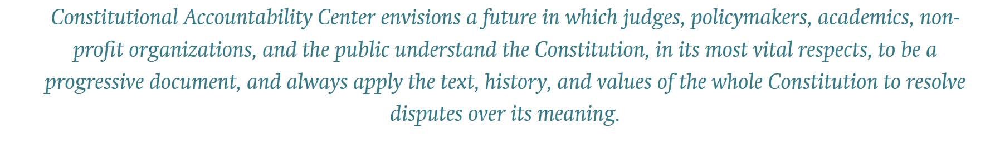 Constitutional Accountability Center envisions a future in which judges, policymakers, academics, non-
profit organizations, and the public understand the Constitution, in its most vital respects, to be a
progressive document, and always apply the text, history, and values of the whole Constitution to resolve
disputes over its meaning.